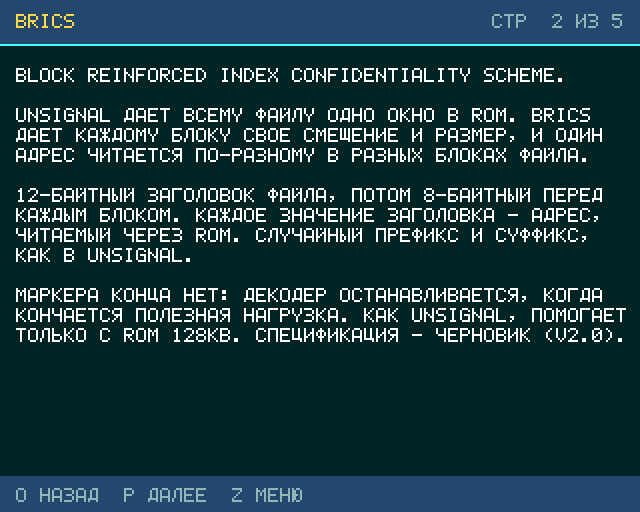 BRICS
СТР 2 ИЗ 5
BLOCK REINFORCED INDEX CONFIDENTIALITY SCHEME.
UNSIGNAL ДАЕТ ВСЕМУ ФАЙЛУ ОДНО ОКНО В ROM. BRICS
ДАЕТ КАЖДОМУ БЛОКУ СВОЕ СМЕЩЕНИЕ И РАЗМЕР, И ОДИН
АДРЕС ЧИТАЕТСЯ ПО-РАЗНОМУ В РАЗНЫХ БЛОКАХ ФАЙЛА.
12-БАЙТНЫЙ ЗАГОЛОВОК ФАЙЛА, ПОТОМ 8-БАЙТНЫЙ ПЕРЕД
КАЖДЫМ БЛОКОМ. КАЖДОЕ ЗНАЧЕНИЕ ЗАГОЛОВКА - АДРЕС,
ЧИТАЕМЫЙ ЧЕРЕЗ ROM. СЛУЧАЙНЫЙ ПРЕФИКС И СУФФИКС,
КАК В UNSIGNAL.
МАРКЕРА КОНЦА НЕТ: ДЕКОДЕР ОСТАНАВЛИВАЕТСЯ, КОГДА
КОНЧАЕТСЯ ПОЛЕЗНАЯ НАГРУЗКА. КАК UNSIGNAL, ПОМОГАЕТ
ТОЛЬКО С ROM 128KB. СПЕЦИФИКАЦИЯ - ЧЕРНОВИК (V2.0).
O НАЗАД P ДАЛЕЕ Z МЕНЮ